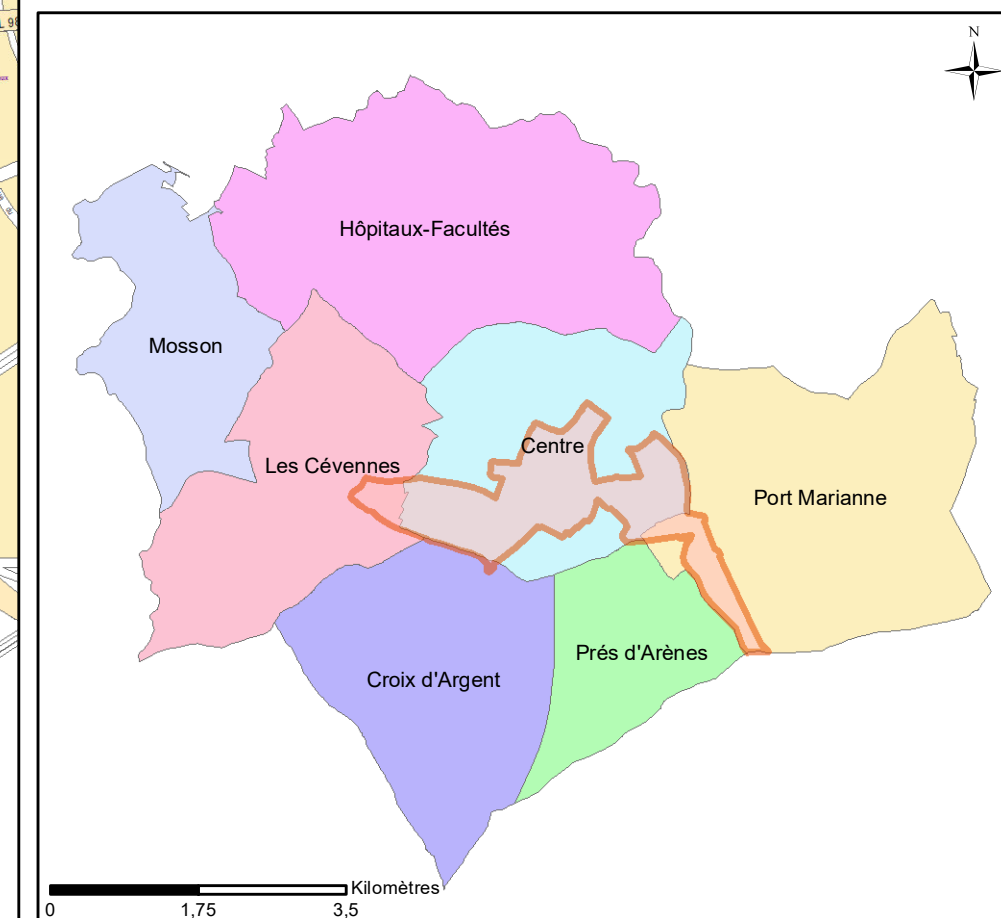 N
Hôpitaux-Facultés
Mosson
Centre
Les Cévennes
Port Marianne
Prés d'Arènes
Croix d'Argent
Kilomètres
0 1,75 3,5